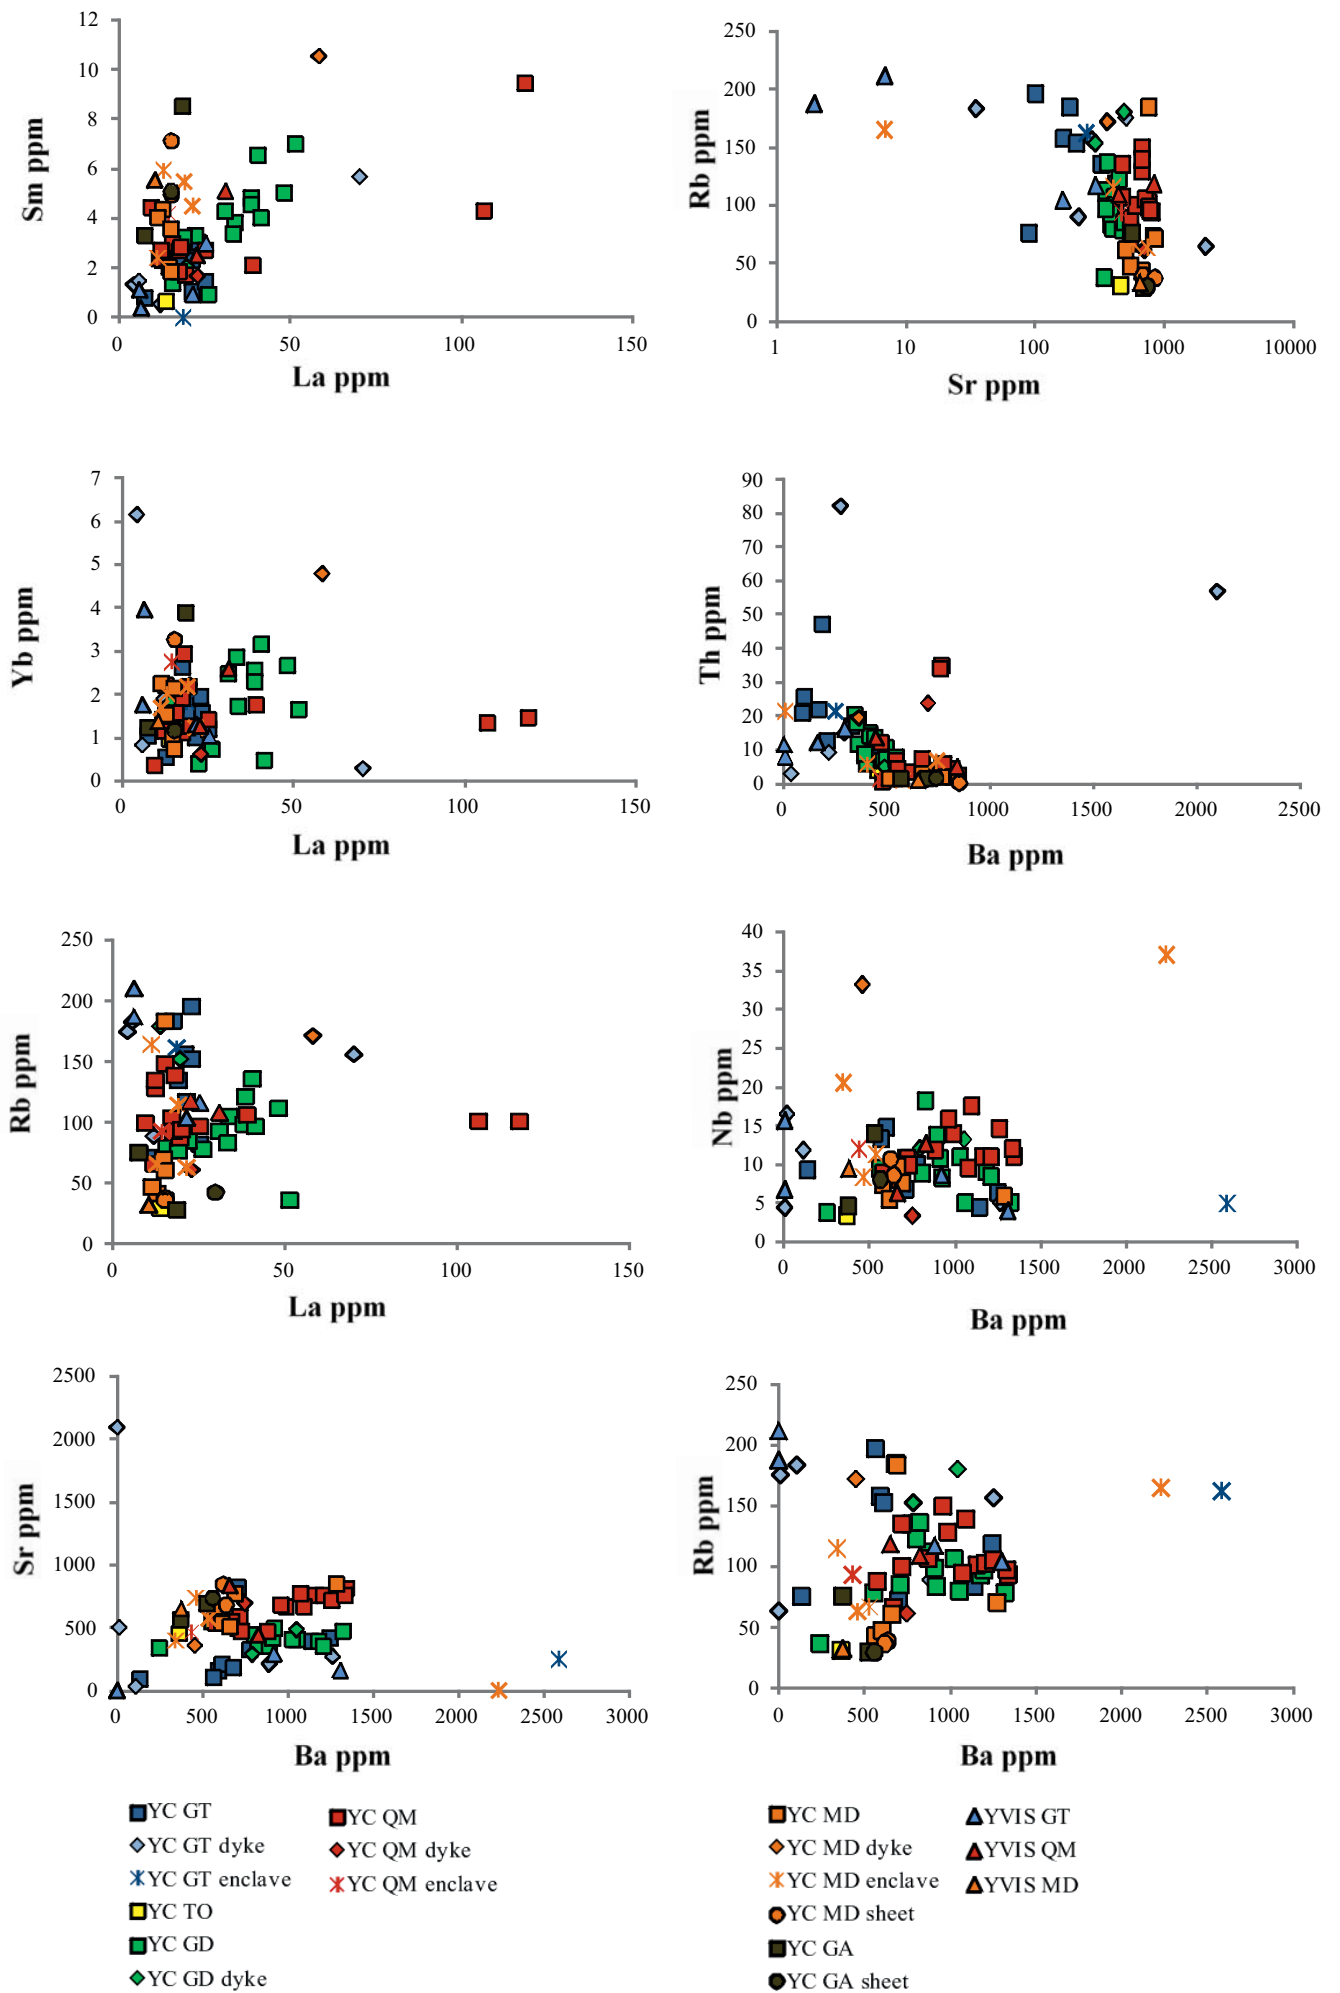 12
10
8
6
4
2
0
Sm ppm
0 50 100 150
La ppm
250
200
150
100
50
0
Rb ppm
1 10 100 1000 10000
Sr ppm
7
6
5
4
3
2
1
0
Yb ppm
0 50 100 150
La ppm
90
80
70
60
50
40
30
20
10
0
Th ppm
0 500 1000 1500 2000 2500
Ba ppm
250
200
150
100
50
0
Rb ppm
0 50 100 150
La ppm
40
35
30
25
20
15
10
5
0
Nb ppm
0 500 1000 1500 2000 2500 3000
Ba ppm
2500
2000
1500
1000
500
0
Sr ppm
0 500 1000 1500 2000 2500 3000
Ba ppm
250
200
150
100
50
0
Rb ppm
0 500 1000 1500 2000 2500 3000
Ba ppm
YC GT
YC GT dyke
YC GT enclave
YC TO
YC GD
YC GD dyke
YC QM
YC QM dyke
YC QM enclave
YC MD
YC MD dyke
YC MD enclave
YC MD sheet
YC GA
YC GA sheet
YVIS GT
YVIS QM
YVIS MD